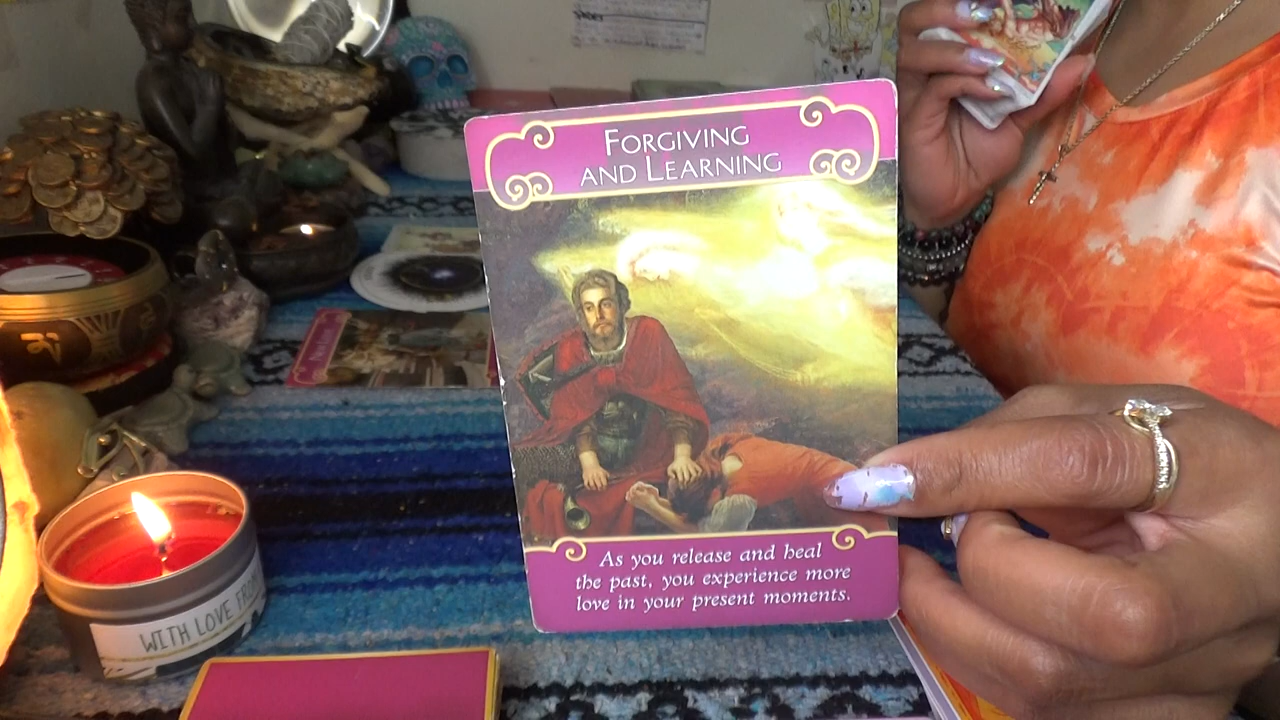 FORGIVING
AND LEARNING
As you release and heal
the past, you experience more
love in your present moments.
WITH LOVE FROM